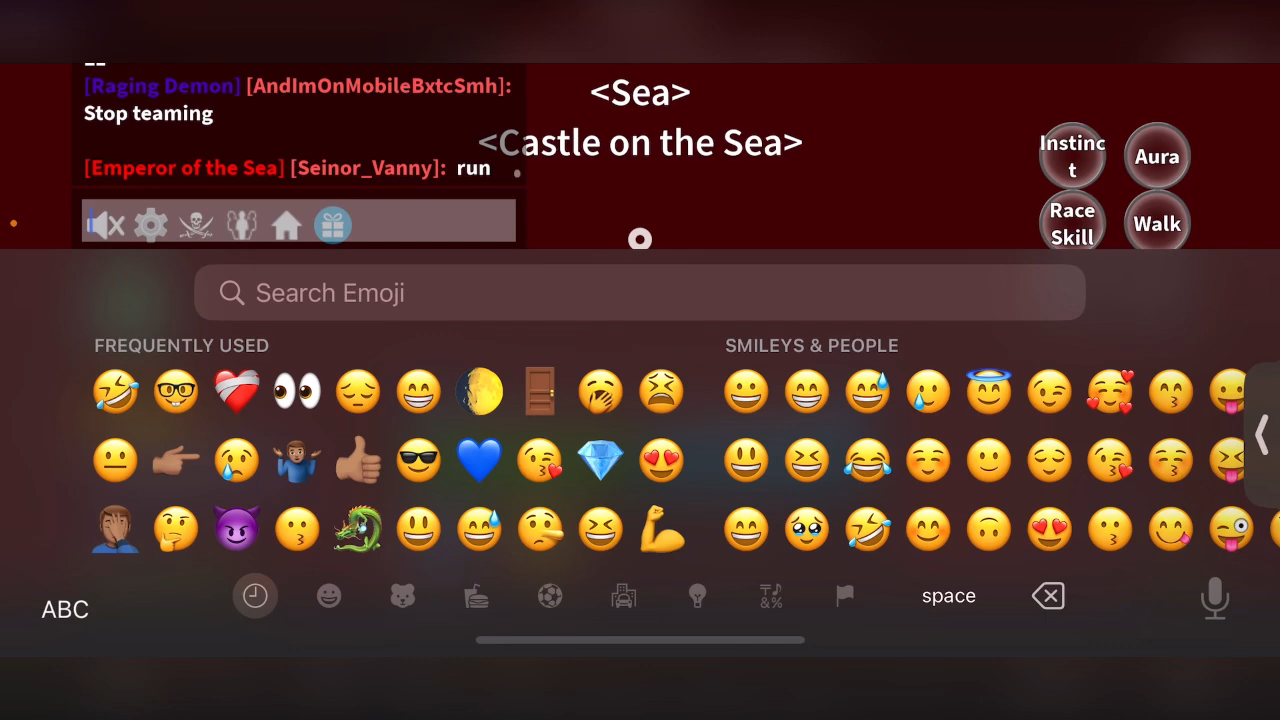 [Raging Demon] [AndImOnMobileBxtcSmh]:
Stop teaming
[Emperor of the Sea] [Seinor_Vanny]: run
<Sea>
<Castle on the Sea>
Instinc
t
Aura
Race
Skill
Walk
Search Emoji
FREQUENTLY USED
SMILEYS & PEOPLE
ABC
&%
space